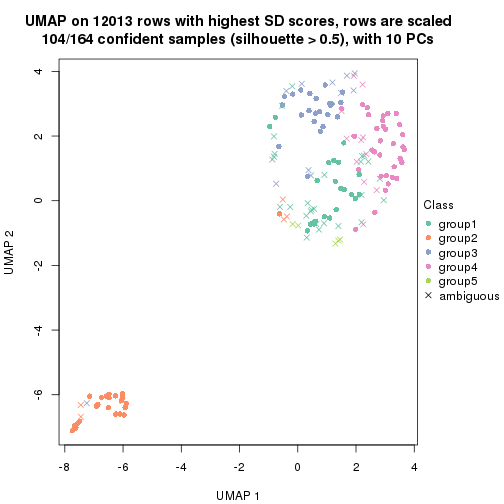 UMAP on 12013 rows with highest SD scores, rows are scaled
104/164 confident samples (silhouette > 0.5), with 10 PCs
4
2
0
-2
-4
-6
UMAP 2
-8
-6
-4
-2
0
2
4
UMAP 1
Class
group1
group2
group3
group4
group5
ambiguous